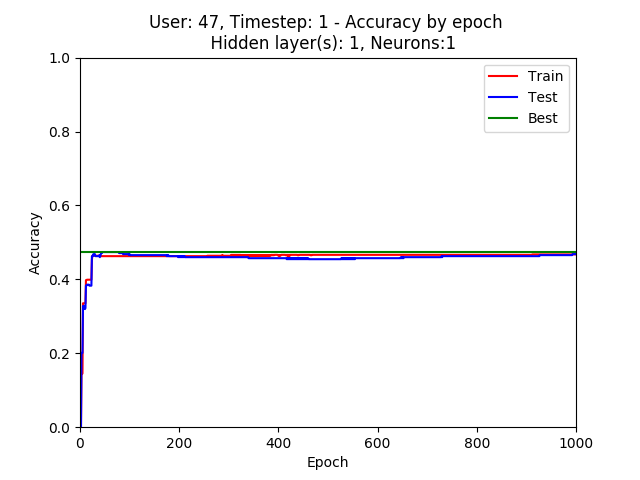 User: 47, Timestep: 1 - Accuracy by epoch
Hidden layer(s): 1, Neurons:1
1.0
0.8
0.6
0.4
0.2
0.0
Accuracy
Train
Test
Best
0 200 400 600 800 1000
Epoch